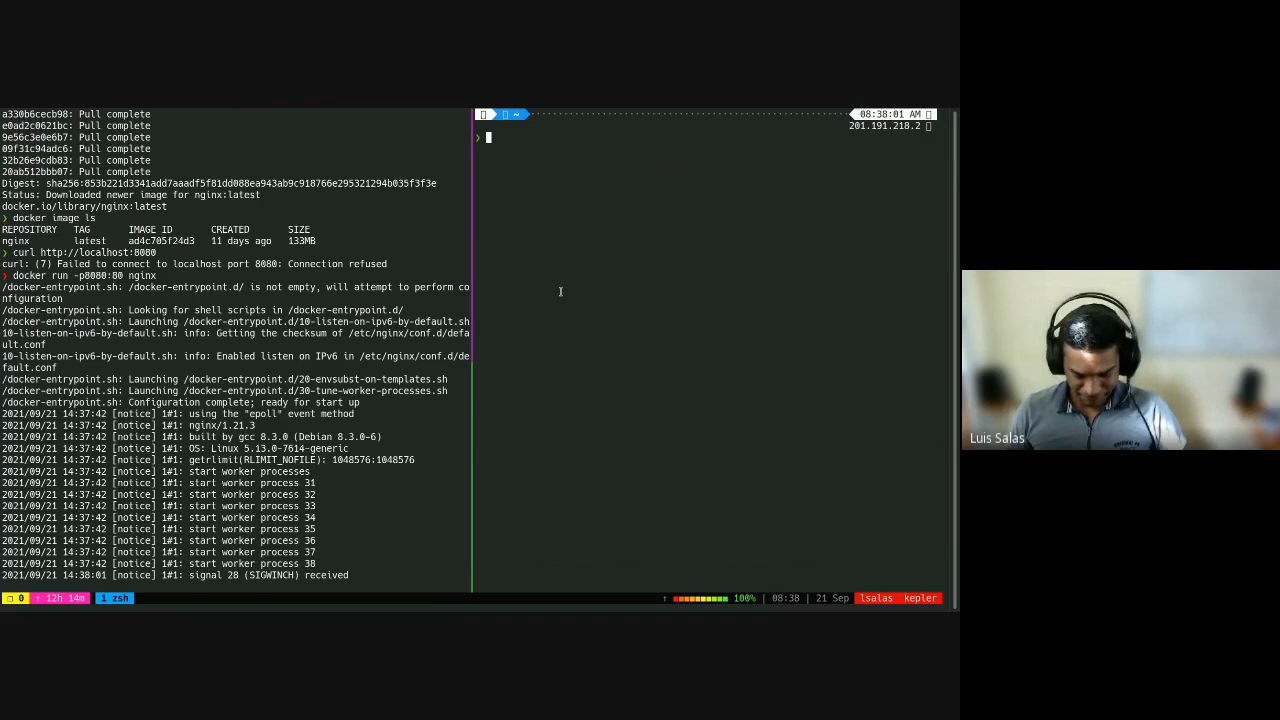 a330b6cecb98: Pull complete
e0ad2c0621bc: Pull complete
9e56c3e0e6b7: Pull complete
09f31c94adc6: Pull complete
32b26e9cdb83: Pull complete
20ab512bbb07: Pull complete
Digest: sha256:853b221d3341add7aaadf5f81dd088ea943ab9c918766e295321294b035f3f3e
Status: Downloaded newer image for nginx:latest
docker.io/library/nginx:latest
❯ docker image ls
REPOSITORY TAG IMAGE ID CREATED SIZE
nginx latest ad4c705f24d3 11 days ago 133MB
❯ curl http://localhost:8080
curl: (7) Failed to connect to localhost port 8080: Connection refused
❯ docker run -p8080:80 nginx
/docker-entrypoint.sh: /docker-entrypoint.d/ is not empty, will attempt to perform co
nfiguration
/docker-entrypoint.sh: Looking for shell scripts in /docker-entrypoint.d/
/docker-entrypoint.sh: Launching /docker-entrypoint.d/10-listen-on-ipv6-by-default.sh
10-listen-on-ipv6-by-default.sh: info: Getting the checksum of /etc/nginx/conf.d/defa
ult.conf
10-listen-on-ipv6-by-default.sh: info: Enabled listen on IPv6 in /etc/nginx/conf.d/de
fault.conf
/docker-entrypoint.sh: Launching /docker-entrypoint.d/20-envsubst-on-templates.sh
/docker-entrypoint.sh: Launching /docker-entrypoint.d/30-tune-worker-processes.sh
/docker-entrypoint.sh: Configuration complete; ready for start up
2021/09/21 14:37:42 [notice] 1#1: using the "epoll" event method
2021/09/21 14:37:42 [notice] 1#1: nginx/1.21.3
2021/09/21 14:37:42 [notice] 1#1: built by gcc 8.3.0 (Debian 8.3.0-6)
2021/09/21 14:37:42 [notice] 1#1: OS: Linux 5.13.0-7614-generic
2021/09/21 14:37:42 [notice] 1#1: getrlimit(RLIMIT_NOFILE): 1048576:1048576
2021/09/21 14:37:42 [notice] 1#1: start worker processes
2021/09/21 14:37:42 [notice] 1#1: start worker process 31
2021/09/21 14:37:42 [notice] 1#1: start worker process 32
2021/09/21 14:37:42 [notice] 1#1: start worker process 33
2021/09/21 14:37:42 [notice] 1#1: start worker process 34
2021/09/21 14:37:42 [notice] 1#1: start worker process 35
2021/09/21 14:37:42 [notice] 1#1: start worker process 36
2021/09/21 14:37:42 [notice] 1#1: start worker process 37
2021/09/21 14:37:42 [notice] 1#1: start worker process 38
2021/09/21 14:38:01 [notice] 1#1: signal 28 (SIGWINCH) received
~ 08:38:01 AM
201.191.218.2
❯
0 ↑ 12h 14m 1 zsh ↑ 100% | 08:38 | 21 Sep lsalas kepler
Luis Salas